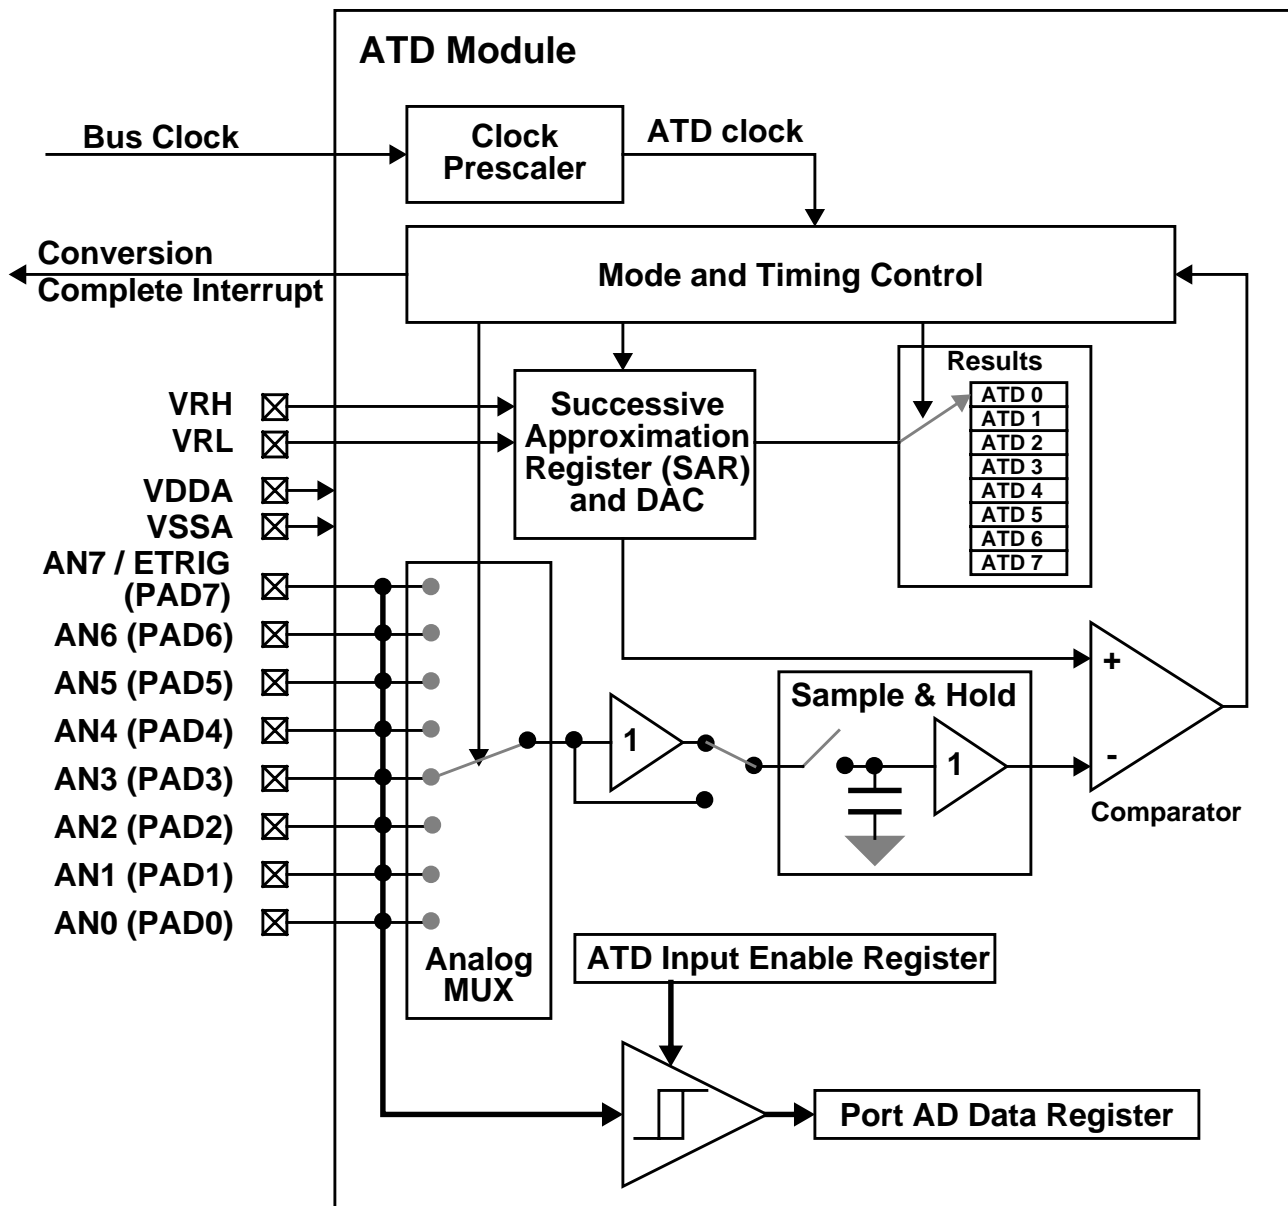 ATD Module
Bus Clock
Clock
Prescaler
ATD clock
Conversion
Complete Interrupt
Mode and Timing Control
Results
ATD 0
ATD 1
ATD 2
ATD 3
ATD 4
ATD 5
ATD 6
ATD 7
VRH
VRL
VDDA
VSSA
Successive
Approximation
Register (SAR)
and DAC
AN7 / ETRIG
(PAD7)
AN6 (PAD6)
AN5 (PAD5)
AN4 (PAD4)
AN3 (PAD3)
AN2 (PAD2)
AN1 (PAD1)
AN0 (PAD0)
Analog
MUX
1
Sample & Hold
1
+
-
Comparator
ATD Input Enable Register
Port AD Data Register